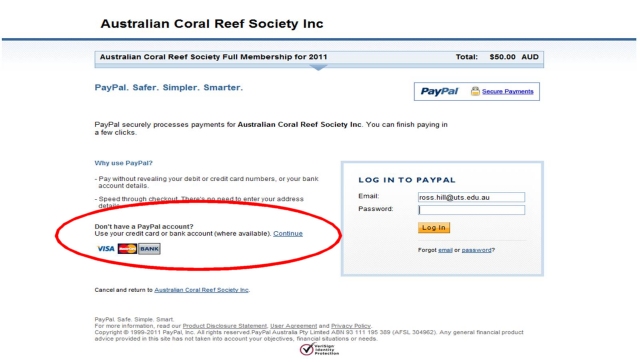 Australian Coral Reef Society Inc
Australian Coral Reef Society Full Membership for 2011 Total: $50.00 AUD
PayPal. Safer. Simpler. Smarter.
PayPal Secure Payments
PayPal securely processes payments for Australian Coral Reef Society Inc. You can finish paying in
a few clicks.
Why use PayPal?
- Pay without revealing your debit or credit card numbers, or your bank
account details.
- Speed through checkout. There's no need to enter your address
details
Don't have a PayPal account?
Use your credit card or bank account (where available). Continue
VISA MasterCard BANK
LOG IN TO PAYPAL
Email: ross.hill@uts.edu.au
Password:
Log In
Forgot email or password?
Cancel and return to Australian Coral Reef Society Inc.
PayPal. Safe. Simple. Smart.
For more information, read our Product Disclosure Statement, User Agreement and Privacy Policy.
Copyright © 1999-2011 PayPal, Inc. All rights reserved PayPal Australia Pty Limited ABN 93 111 195 389 (AFSL 304962). Any general financial product
advice provided in this site has not taken into account your objectives, financial situations or needs.
VeriSign
Identity
Protection